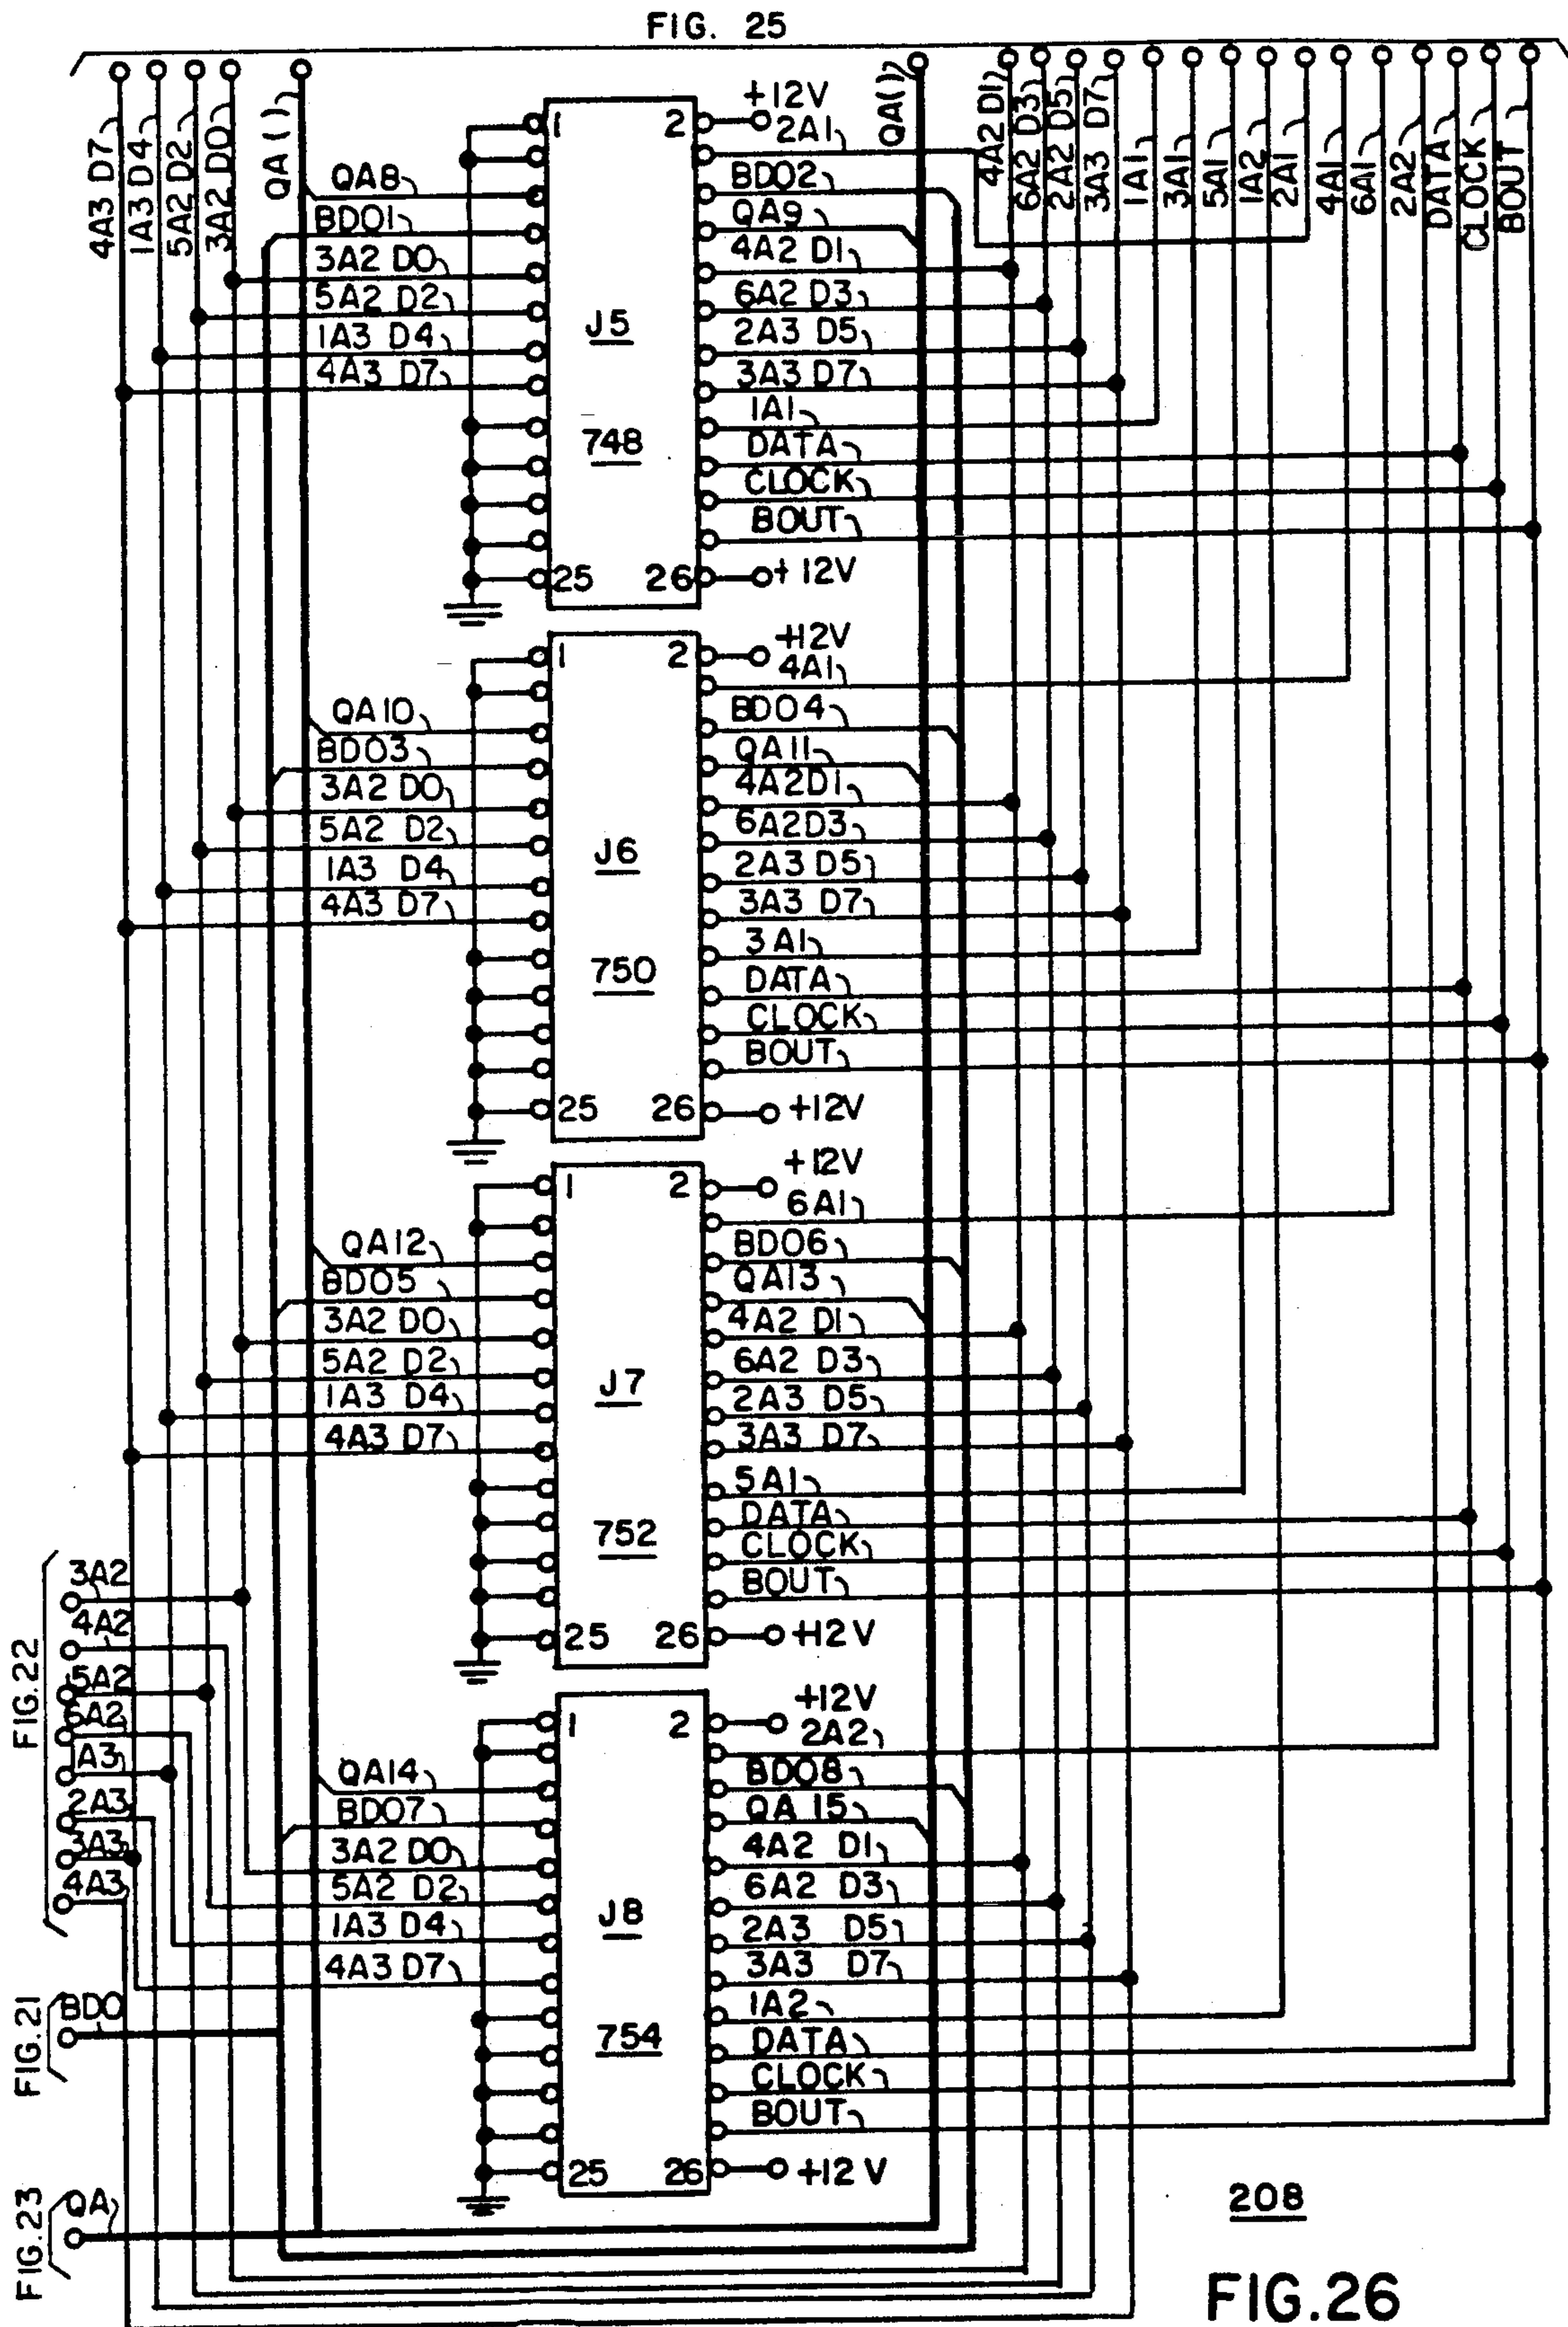 FIG. 25
4A3 D7
1A3 D4
5A2 D2
3A2 D0
QA ( )
QA( )
4A2 D1
6A2 D3
2A2 D5
3A3 D7
1A1
3A1
5A1
1A2
2A1
4A1
6A1
2A2
DATA
CLOCK
BOUT
1
2
+12V
2A1
QA8
BD02
BD01
QA9
3A2 D0
4A2 D1
5A2 D2
6A2 D3
1A3 D4
2A3 D5
4A3 D7
3A3 D7
J5
748
1A1
DATA
CLOCK
BOUT
25
26
+ 12V
1
2
+12V
4A1
QA10
BD04
BD03
QA11
3A2 D0
4A2D1
5A2 D2
6A2D3
1A3 D4
2A3 D5
4A3 D7
3A3 D7
J6
750
3A1
DATA
CLOCK
BOUT
25
26
+12V
1
2
+12V
6A1
QA12
BD06
BD05
QA13
3A2 D0
4A2 D1
5A2 D2
6A2 D3
1A3 D4
2A3 D5
4A3 D7
3A3 D7
J7
752
5A1
DATA
CLOCK
BOUT
25
26
+12V
FIG.22
3A2
4A2
5A2
6A2
1A3
2A3
3A3
4A3
1
2
+12V
2A2
QA14
BD08
BD07
QA 15
3A2 D0
4A2 D1
5A2 D2
6A2 D3
1A3 D4
2A3 D5
4A3 D7
3A3 D7
J8
754
1A2
DATA
CLOCK
BOUT
25
26
+12 V
FIG.21
BDO
FIG.23
QA
208
FIG.26